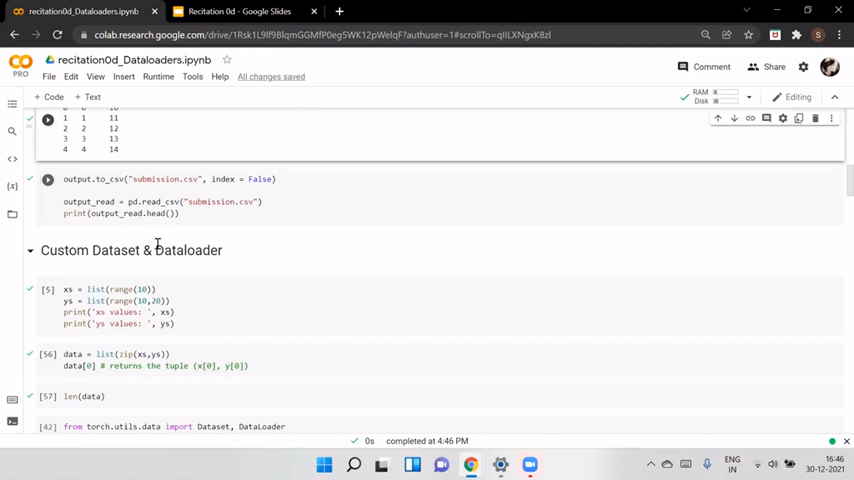 recitation0d_Dataloaders.ipynb -
Recitation 0d - Google Slides
colab.research.google.com/drive/1Rsk1L9If9BlqmGGMfP0eg5WK12pWeIqF?authuser=1#scrollTo=qIILXNgxK8zI
recitation0d_Dataloaders.ipynb
PRO
File Edit View Insert Runtime Tools Help All changes saved
Comment Share
+ Code + Text
RAM
Disk
Editing
1 1 11
2 2 12
3 3 13
4 4 14
output.to_csv("submission.csv", index = False)
output_read = pd.read_csv("submission.csv")
print(output_read.head())
Custom Dataset & Dataloader
[5] xs = list(range(10))
ys = list(range(10,20))
print('xs values: ', xs)
print('ys values: ', ys)
[56] data = list(zip(xs,ys))
data[0] # returns the tuple (x[0], y[0])
[57] len(data)
[42] from torch.utils.data import Dataset, DataLoader
0s completed at 4:46 PM
ENG
IN
16:46
30-12-2021